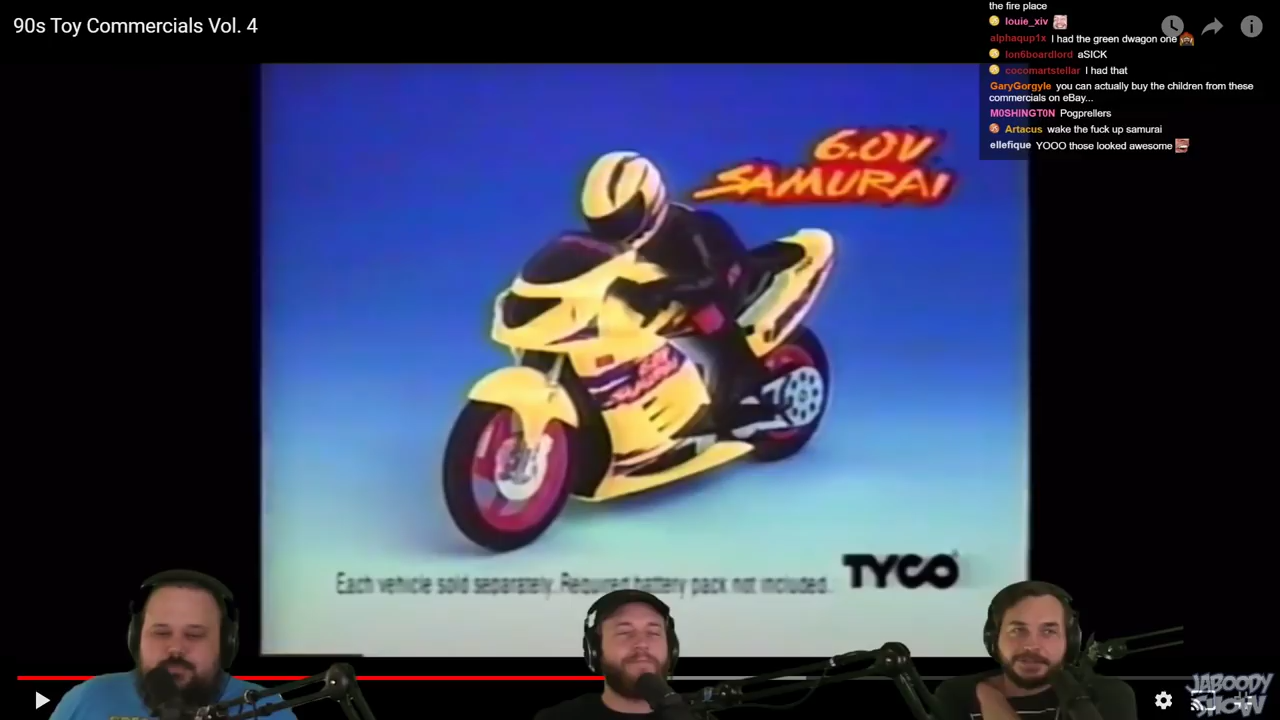 90s Toy Commercials Vol. 4
the fire place
louie_xiv
alphaqup1x I had the green dwagon one
lon6boardlord aSICK
cocomartstellar I had that
GaryGorgyle you can actually buy the children from these
commercials on eBay...
M0SHINGT0N Pogprellers
Artacus wake the fuck up samurai
ellefique YOOO those looked awesome
6.0V
SAMURAI
TYCO
Each vehicle sold separately. Required battery pack not included.
JABOODY
SHOW